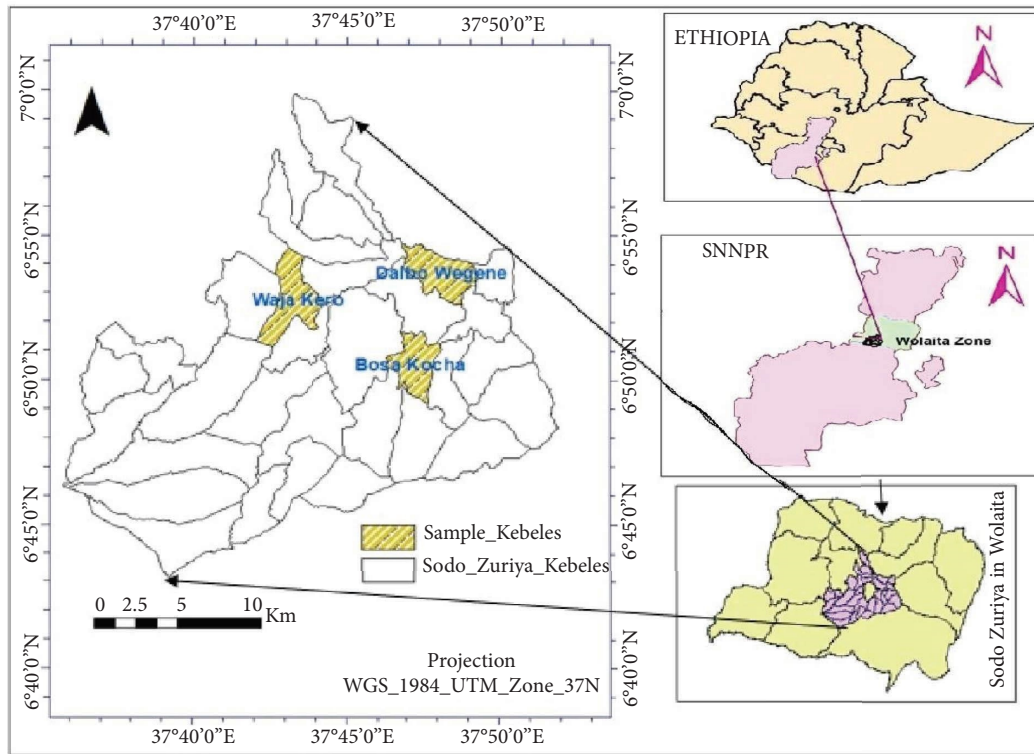 37°40'0"E
37°45'0"E
37°50'0"E
7°0'0"N
6°55'0"N
6°50'0"N
6°45'0"N
6°40'0"N
Dalbo Wegene
Waja Kero
Bosa Kocha
Sample_Kebeles
Sodo_Zuriya_Kebeles
0 2.5 5 10
Km
Projection
WGS_1984_UTM_Zone_37N
37°40'0"E
37°45'0"E
37°50'0"E
7°0'0"N
6°55'0"N
6°50'0"N
6°45'0"N
6°40'0"N
ETHIOPIA
N
SNNPR
N
Wolaita Zone
Sodo Zuriya in Wolaita